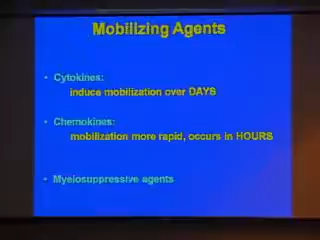 Mobilizing Agents
• Cytokines:
induce mobilization over DAYS
• Chemokines:
mobilization more rapid, occurs in HOURS
• Myelosuppressive agents